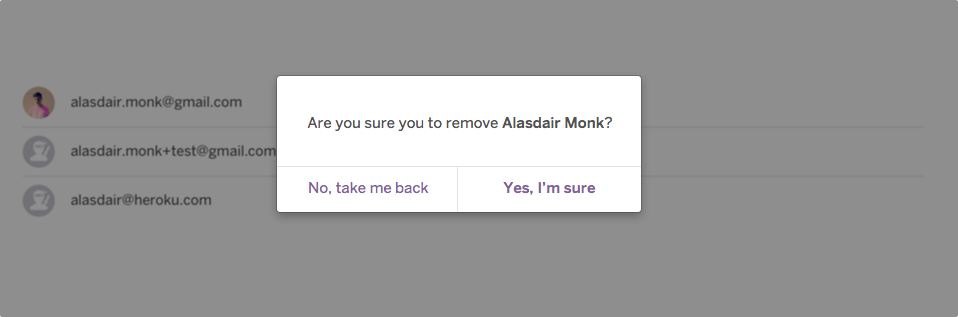 alasdair.monk@gmail.com
Are you sure you to remove Alasdair Monk?
alasdair.monk+test@gmail.com
No, take me back
Yes, I'm sure
alasdair@heroku.com